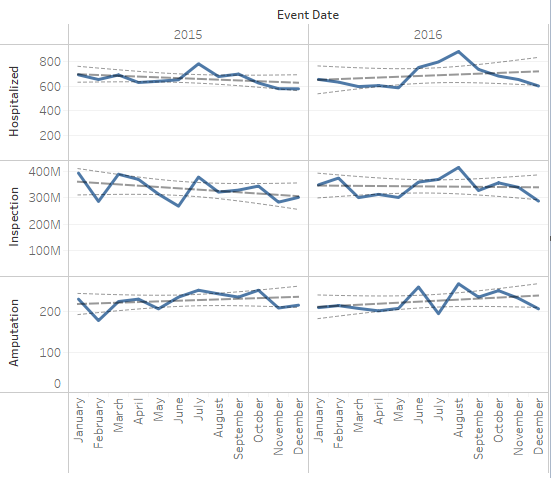 Event Date
2015 2016
Hospitalized
800
600
400
200
Inspection
400M
300M
200M
100M
Amputation
200
100
0
January February March April May June July August September October November December January February March April May June July August September October November December